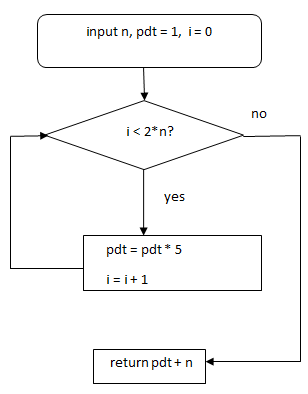 input n, pdt = 1,  i = 0
i < 2*n?
no
yes
pdt = pdt * 5
i = i + 1
return pdt + n